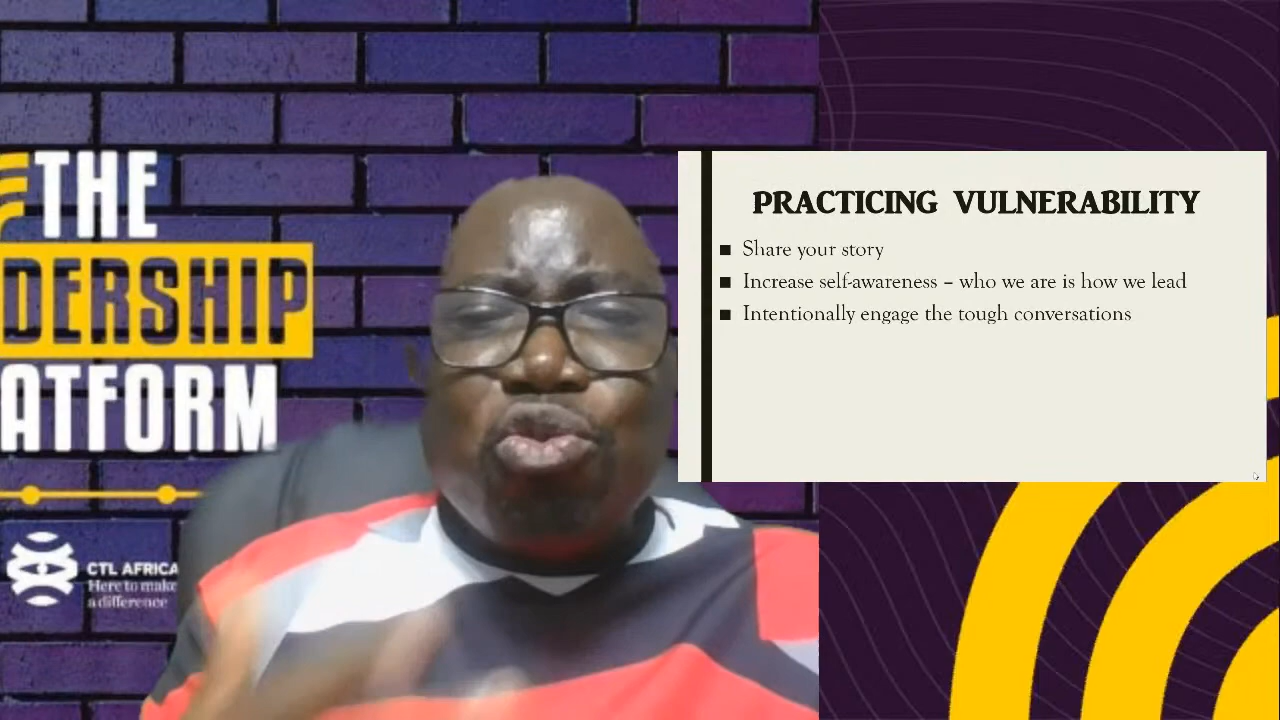 THE
DERSHIP
ATFORM
CTL AFRICA
Here to make
a difference
PRACTICING VULNERABILITY
■ Share your story
■ Increase self-awareness – who we are is how we lead
■ Intentionally engage the tough conversations